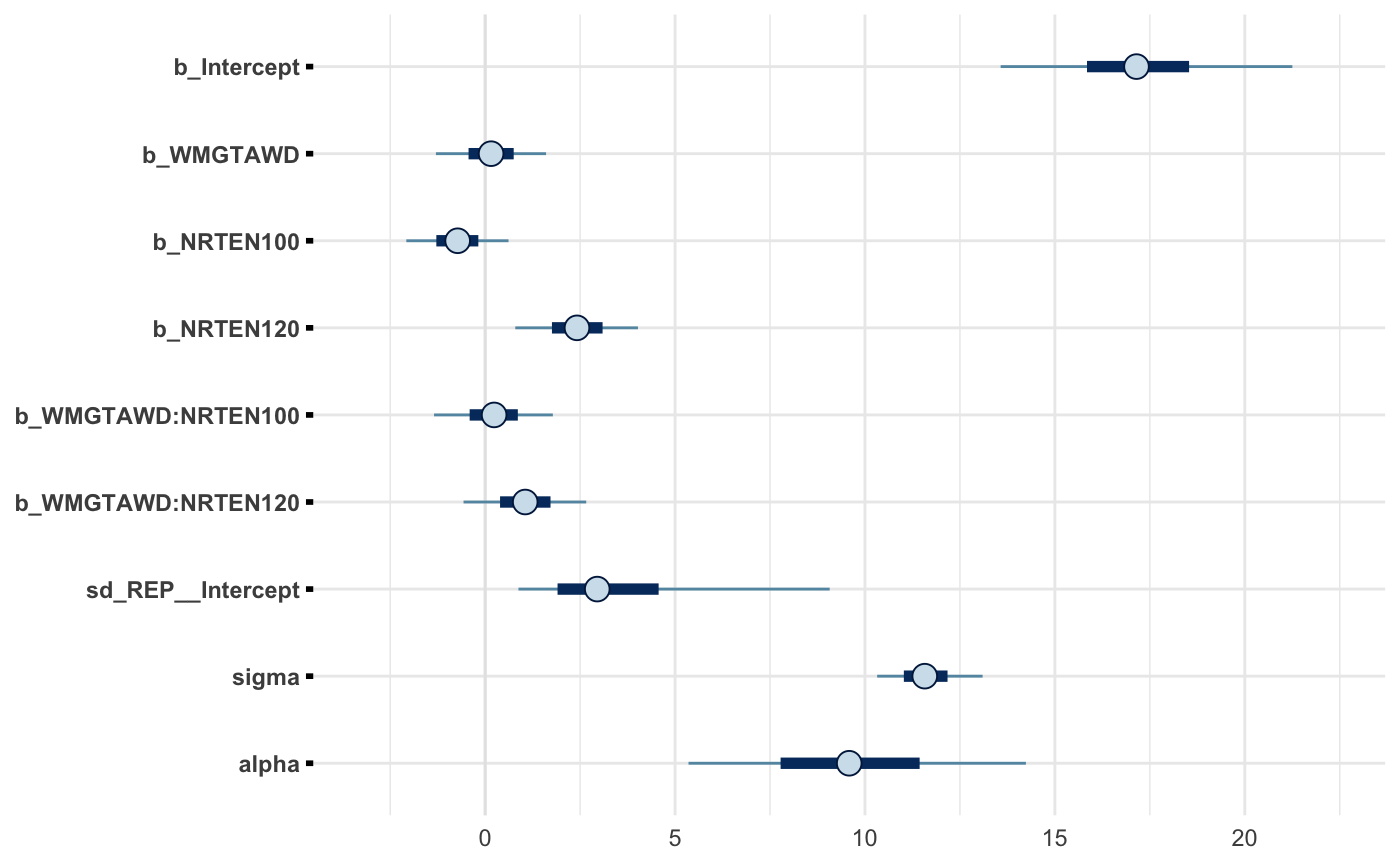 b_Intercept
b_WMGTAWD
b_NRTEN100
b_NRTEN120
b_WMGTAWD:NRTEN100
b_WMGTAWD:NRTEN120
sd_REP__Intercept
sigma
alpha
0 5 10 15 20